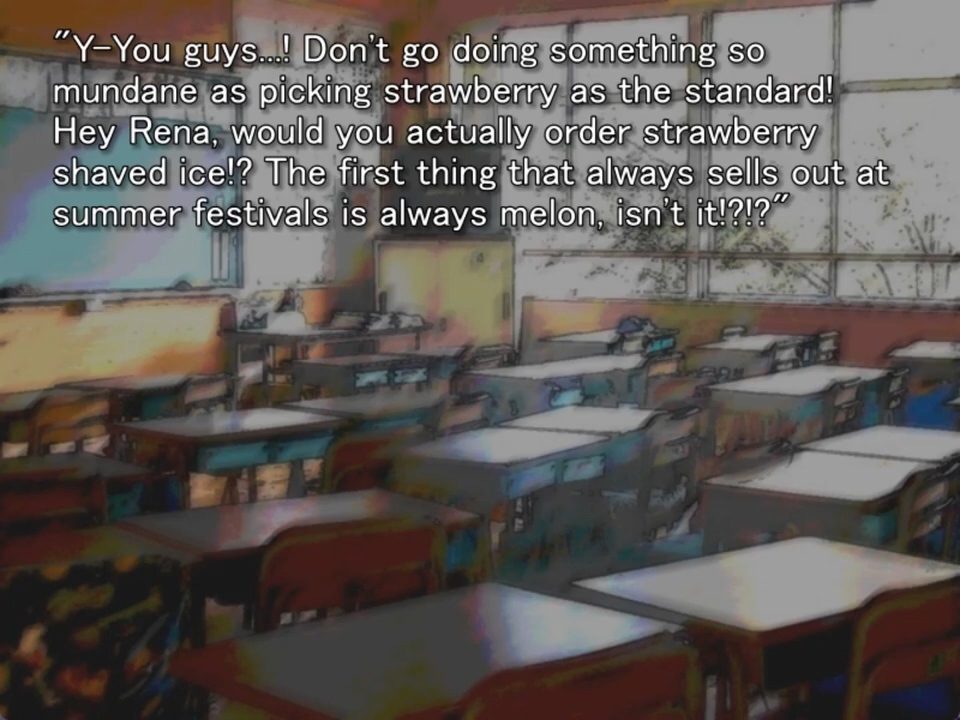 "Y-You guys...! Don't go doing something so
mundane as picking strawberry as the standard!
Hey Rena, would you actually order strawberry
shaved ice!? The first thing that always sells out at
summer festivals is always melon, isn't it!?!?"